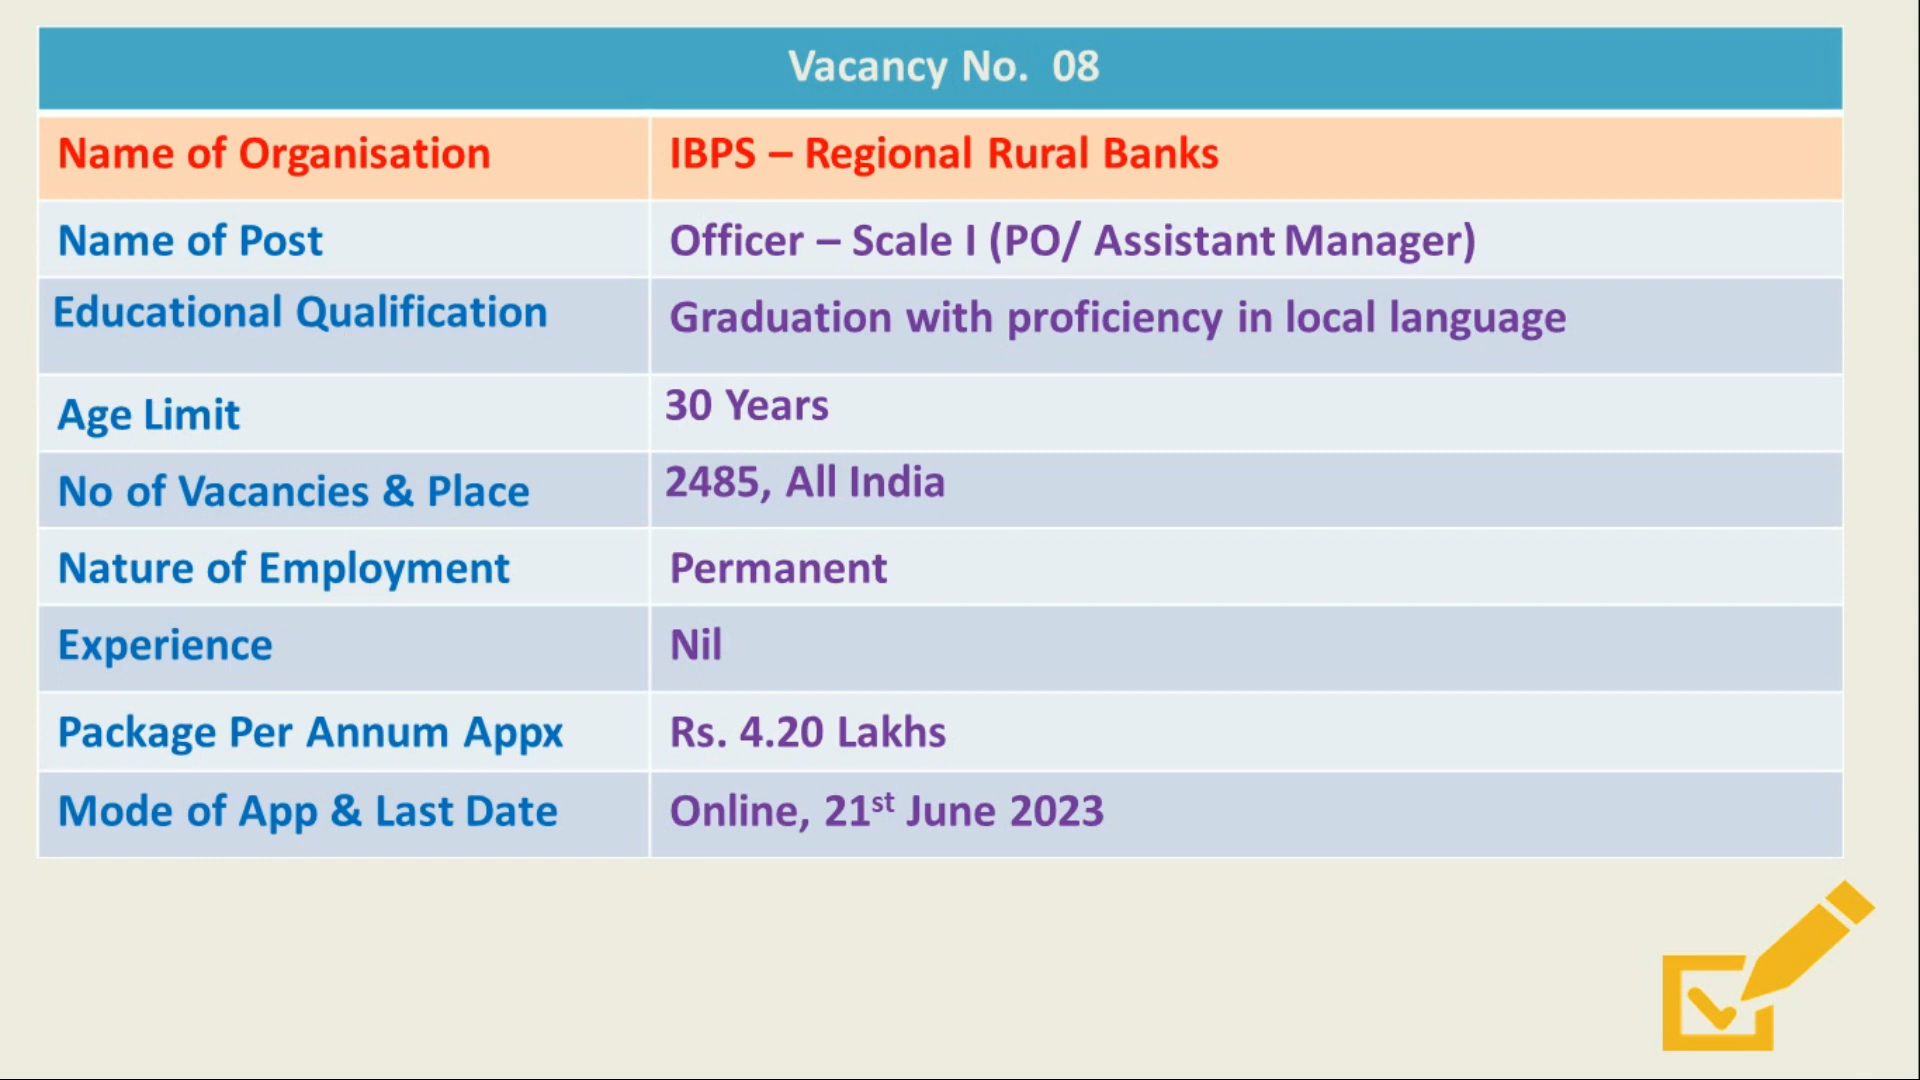 Vacancy No. 08
Name of Organisation IBPS – Regional Rural Banks
Name of Post Officer – Scale I (PO/ Assistant Manager)
Educational Qualification Graduation with proficiency in local language
Age Limit 30 Years
No of Vacancies & Place 2485, All India
Nature of Employment Permanent
Experience Nil
Package Per Annum Appx Rs. 4.20 Lakhs
Mode of App & Last Date Online, 21st June 2023